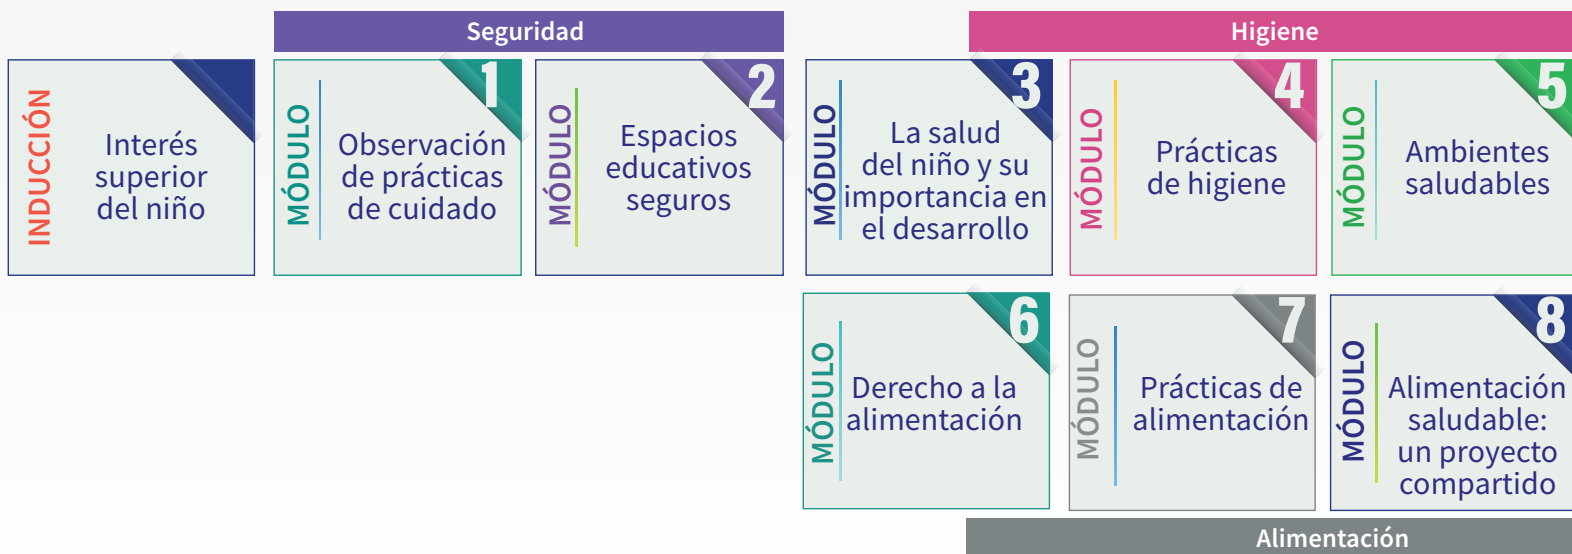 Seguridad
Higiene
INDUCCIÓN
Interés
superior
del niño
MÓDULO
1
Observación
de prácticas
de cuidado
MÓDULO
2
Espacios
educativos
seguros
MÓDULO
3
La salud
del niño y su
importancia en
el desarrollo
MÓDULO
4
Prácticas
de higiene
MÓDULO
5
Ambientes
saludables
MÓDULO
6
Derecho a la
alimentación
MÓDULO
7
Prácticas de
alimentación
MÓDULO
8
Alimentación
saludable:
un proyecto
compartido
Alimentación